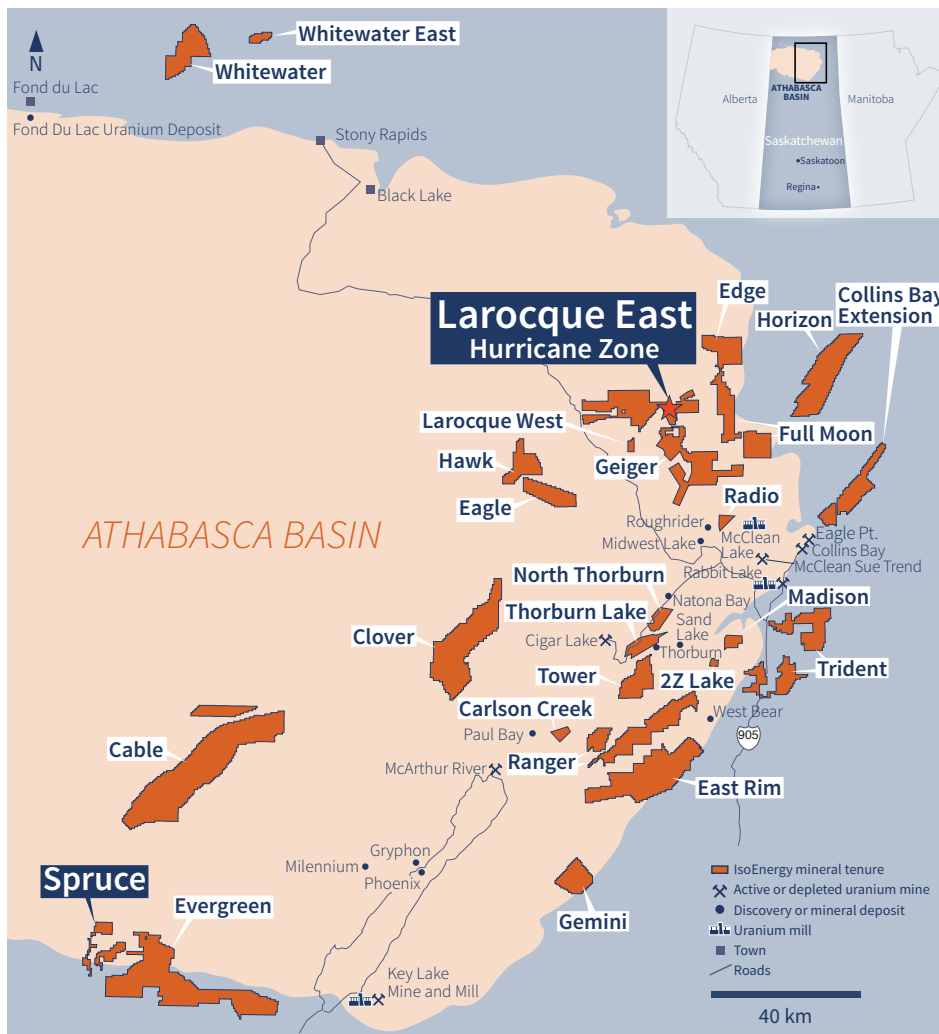 Whitewater East
Whitewater
N
Fond du Lac
Fond Du Lac Uranium Deposit
Stony Rapids
Black Lake
ATHABASCA
BASIN
Alberta
Manitoba
Saskatchewan
Saskatoon
Regina
Edge
Collins Bay
Extension
Horizon
Larocque East
Hurricane Zone
Larocque West
Full Moon
Hawk
Geiger
Eagle
Radio
ATHABASCA BASIN
Roughrider
Midwest Lake
McClean
Lake
Eagle Pt.
Collins Bay
McClean Sue Trend
Rabbit Lake
North Thorburn
Natona Bay
Madison
Thorburn Lake
Sand
Lake
Clover
Cigar Lake
Thorburn
Tower
2Z Lake
Trident
Carlson Creek
West Bear
Paul Bay
905
Cable
Ranger
McArthur River
East Rim
Gryphon
Milennium
Phoenix
Spruce
Evergreen
Gemini
IsoEnergy mineral tenure
Active or depleted uranium mine
Discovery or mineral deposit
Uranium mill
Town
Roads
Key Lake
Mine and Mill
40 km